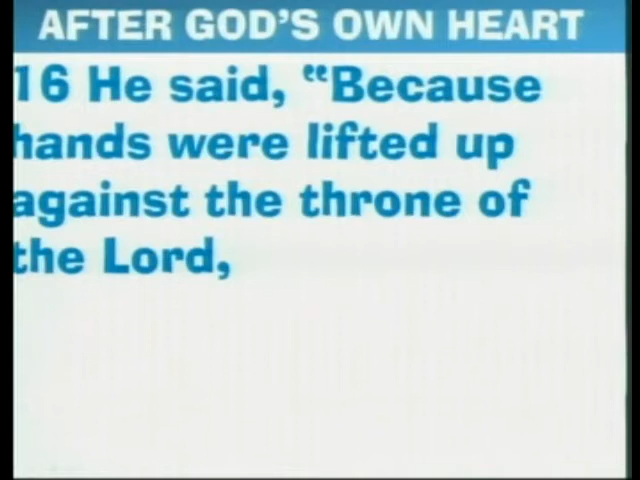 AFTER GOD'S OWN HEART
16 He said, “Because
hands were lifted up
against the throne of
the Lord,